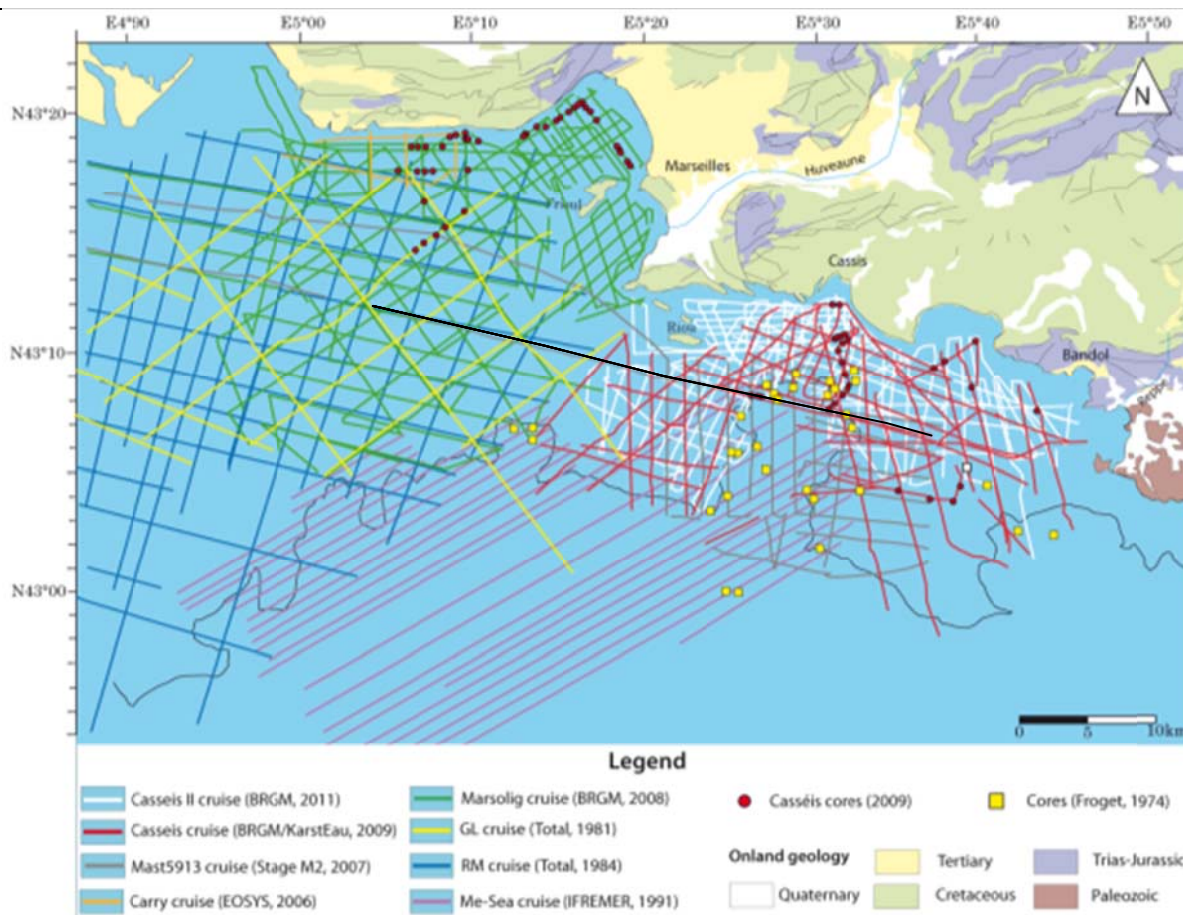 E4°90 E5°00 E5°10 E5°20 E5°30 E5°40 E5°50
N
N43°20
Marseilles
Huveaune
Frioul
Cassis
Riou
N43°10
Bandol
Reppe
N43°00
0 5 10km
Legend
Casseis II cruise (BRGM, 2011)
Casseis cruise (BRGM/KarstEau, 2009)
Mast5913 cruise (Stage M2, 2007)
Carry cruise (EOSYS, 2006)
Marsolig cruise (BRGM, 2008)
GL cruise (Total, 1981)
RM cruise (Total, 1984)
Me-Sea cruise (IFREMER, 1991)
Casséis cores (2009)
Cores (Froget, 1974)
Onland geology
Quaternary
Tertiary
Cretaceous
Trias-Jurassic
Paleozoic